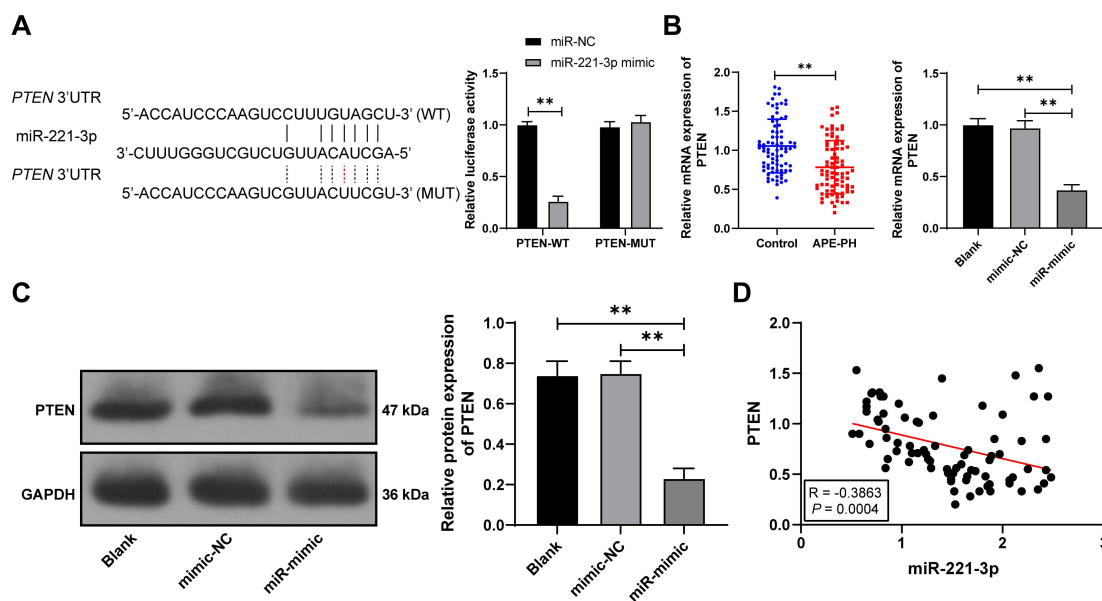 A
PTEN 3'UTR
5'-ACCAUCCCAAGUCCUUUGUAGCU-3' (WT)
miR-221-3p
3'-CUUUGGGUCGUCUGUUACAUCGA-5'
PTEN 3'UTR
5'-ACCAUCCCAAGUCGUUACUUCGU-3' (MUT)
miR-NC
miR-221-3p mimic
Relative luciferase activity
1.5
1.0
0.5
0.0
**
PTEN-WT
PTEN-MUT
B
Relative mRNA expression of
PTEN
2.0
1.5
1.0
0.5
0.0
**
Control
APE-PH
Relative mRNA expression of
PTEN
1.5
1.0
0.5
0.0
**
**
Blank
mimic-NC
miR-mimic
C
PTEN
47 kDa
GAPDH
36 kDa
Blank
mimic-NC
miR-mimic
Relative protein expression
of PTEN
1.0
0.8
0.6
0.4
0.2
0.0
**
**
Blank
mimic-NC
miR-mimic
D
PTEN
2.0
1.5
1.0
0.5
0.0
R = -0.3863
P = 0.0004
0
1
2
3
miR-221-3p